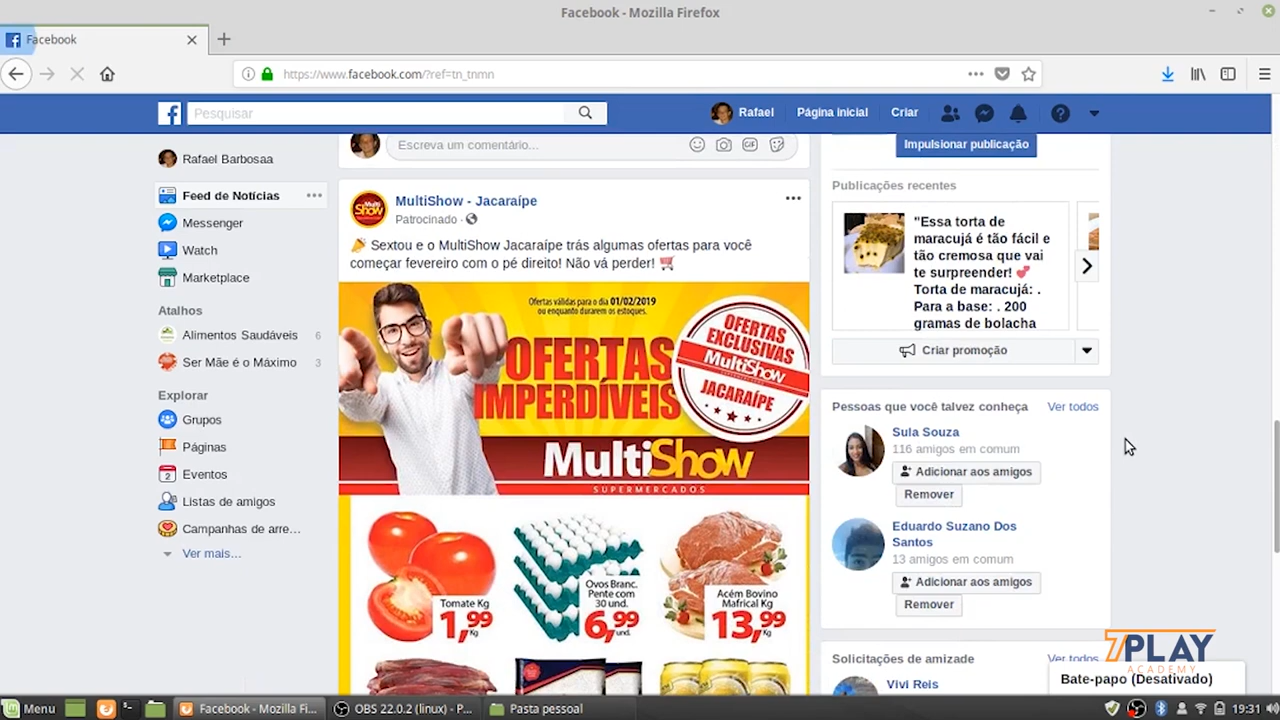 Facebook - Mozilla Firefox
Facebook
https://www.facebook.com/?ref=tn_tnmn
Pesquisar
Rafael
Página inicial
Criar
Rafael Barbosaa
Feed de Notícias
Messenger
Watch
Marketplace
Atalhos
Alimentos Saudáveis 6
Ser Mãe é o Máximo 3
Explorar
Grupos
Páginas
2 Eventos
Listas de amigos
Campanhas de arre...
Ver mais...
Escreva um comentário...
GIF
MultiShow - Jacaraípe
Patrocinado ·
Sextou e o MultiShow Jacaraípe trás algumas ofertas para você
começar fevereiro com o pé direito! Não vá perder!
Multi
Show
Ofertas válidas para o dia 01/02/2019
ou enquanto durarem os estoques.
OFERTAS
IMPERDÍVEIS
OFERTAS
EXCLUSIVAS
MultiShow
JACARAÍPE
MultiShow
SUPERMERCADOS
Tomate Kg
1,99
Kg
Ovos Branc.
Pente com
30 und.
6,99
und.
Acém Bovino
Mafrical Kg
13,99
Kg
Impulsionar publicação
Publicações recentes
"Essa torta de
maracujá é tão fácil e
tão cremosa que vai
te surpreender!
Torta de maracujá: .
Para a base: . 200
gramas de bolacha
Criar promoção
Pessoas que você talvez conheça Ver todos
Sula Souza
116 amigos em comum
Adicionar aos amigos
Remover
Eduardo Suzano Dos
Santos
13 amigos em comum
Adicionar aos amigos
Remover
Solicitações de amizade Ver todos
Vivi Reis
7PLAY
ACADEMY
Bate-papo (Desativado)
Menu
Facebook - Mozilla Fi...
OBS 22.0.2 (linux) - P...
Pasta pessoal
19:31